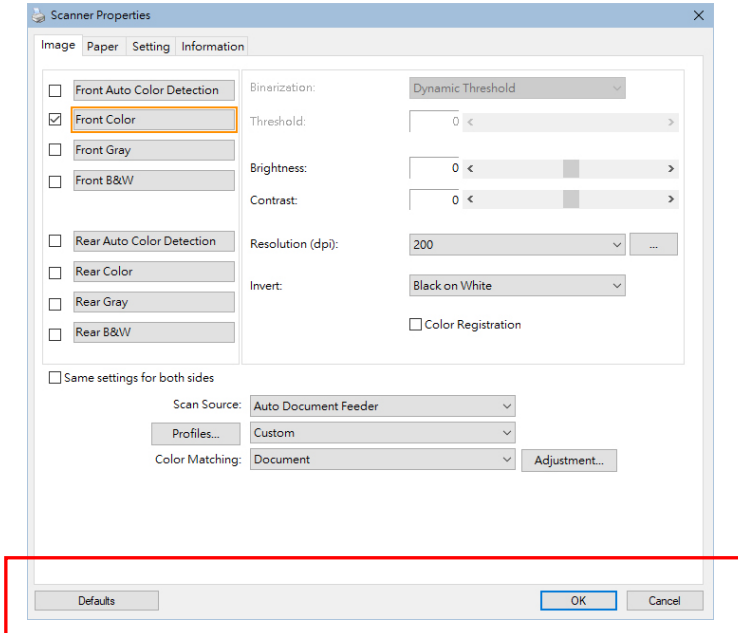 Scanner Properties
Image Paper Setting Information
Front Auto Color Detection
Front Color
Front Gray
Front B&W
Rear Auto Color Detection
Rear Color
Rear Gray
Rear B&W
Binarization: Dynamic Threshold
Threshold: 0
Brightness: 0
Contrast: 0
Resolution (dpi): 200 ...
Invert: Black on White
Color Registration
Same settings for both sides
Scan Source: Auto Document Feeder
Profiles... Custom
Color Matching: Document Adjustment...
Defaults OK Cancel